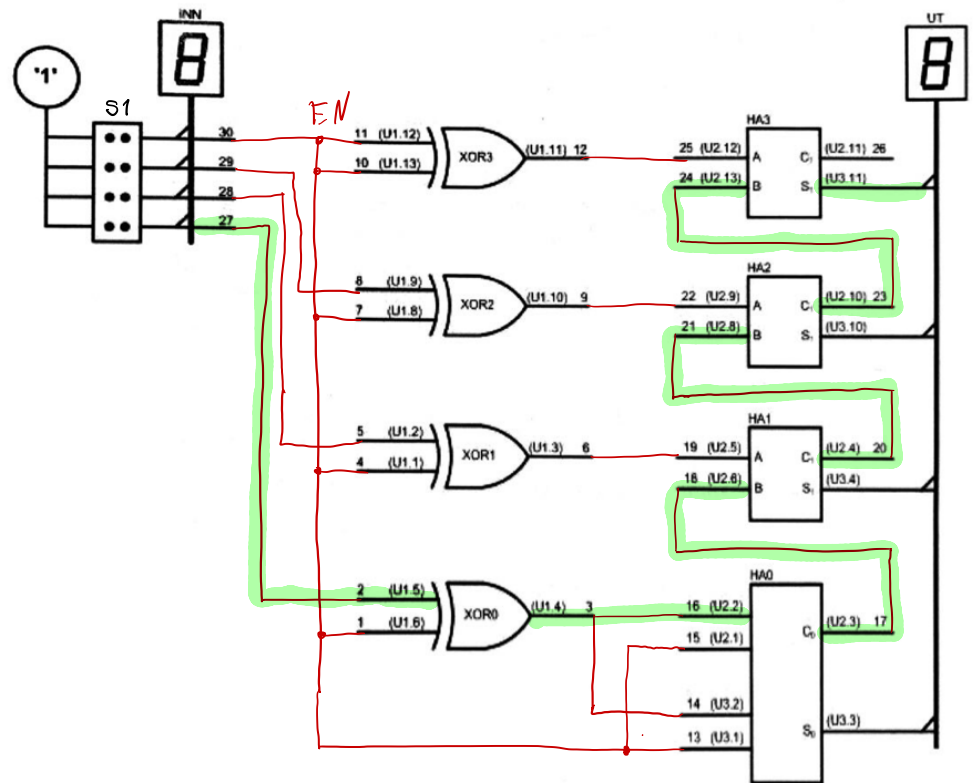 INN
UT
'1'
S1
EN
30
29
28
27
11 (U1.12)
10 (U1.13)
XOR3
(U1.11) 12
HA3
25 (U2.12) A
24 (U2.13) B
C₁ (U2.11) 26
S₁ (U3.11)
8 (U1.9)
7 (U1.8)
XOR2
(U1.10) 9
HA2
22 (U2.9) A
21 (U2.8) B
C₁ (U2.10) 23
S₁ (U3.10)
5 (U1.2)
4 (U1.1)
XOR1
(U1.3) 6
HA1
19 (U2.5) A
18 (U2.6) B
C₁ (U2.4) 20
S₁ (U3.4)
2 (U1.5)
1 (U1.6)
XOR0
(U1.4) 3
HA0
16 (U2.2)
15 (U2.1)
14 (U3.2)
13 (U3.1)
C₀ (U2.3) 17
S₀ (U3.3)